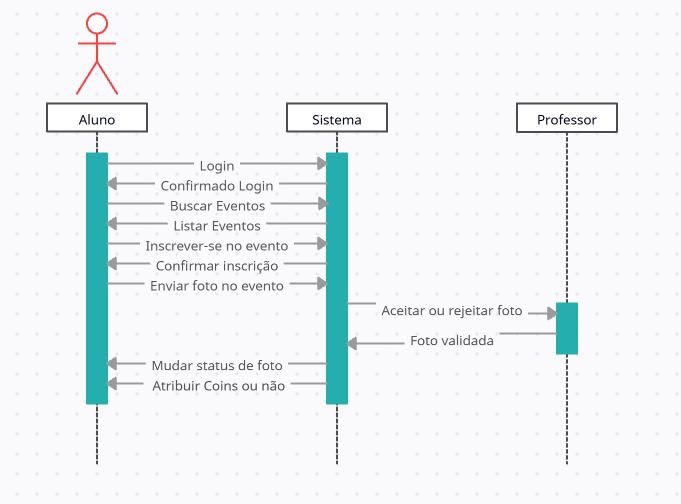 Aluno
Sistema
Professor
Login
Confirmado Login
Buscar Eventos
Listar Eventos
Inscrever-se no evento
Confirmar inscrição
Enviar foto no evento
Aceitar ou rejeitar foto
Foto validada
Mudar status de foto
Atribuir Coins ou não